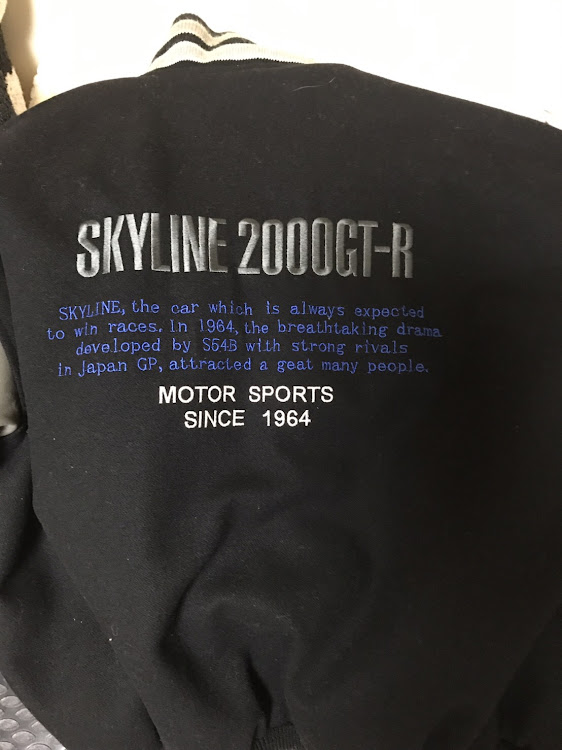 SKYLINE 2000GT-R
SKYLINE, the car which is always expected
to win races. In 1964, the breathtaking drama
developed by S54B with strong rivals
in Japan GP, attracted a geat many people.
MOTOR SPORTS
SINCE 1964